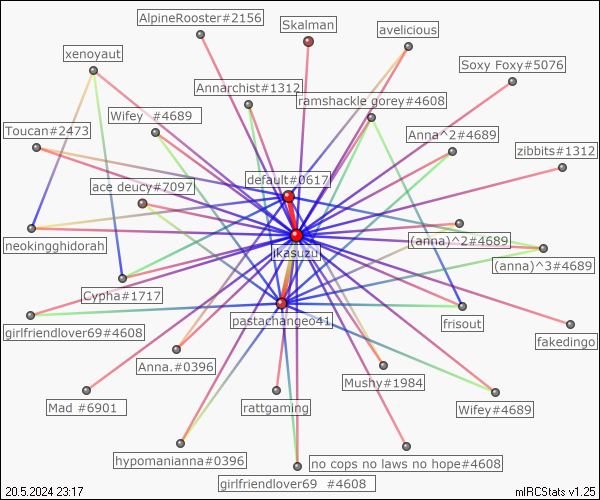 AlpineRooster#2156
Skalman
avelicious
xenoyaut
Soxy Foxy#5076
Annarchist#1312
ramshackle gorey#4608
Wifey  #4689
Toucan#2473
Anna^2#4689
zibbits#1312
default#0617
ace deucy#7097
neokingghidorah
ikasuzu
(anna)^2#4689
(anna)^3#4689
Cypha#1717
pastachangeo41
frisout
girlfriendlover69#4608
fakedingo
Anna.#0396
Mushy#1984
Mad #6901
rattgaming
Wifey#4689
hypomanianna#0396
no cops no laws no hope#4608
girlfriendlover69  #4608
20.5.2024 23:17
mIRCStats v1.25